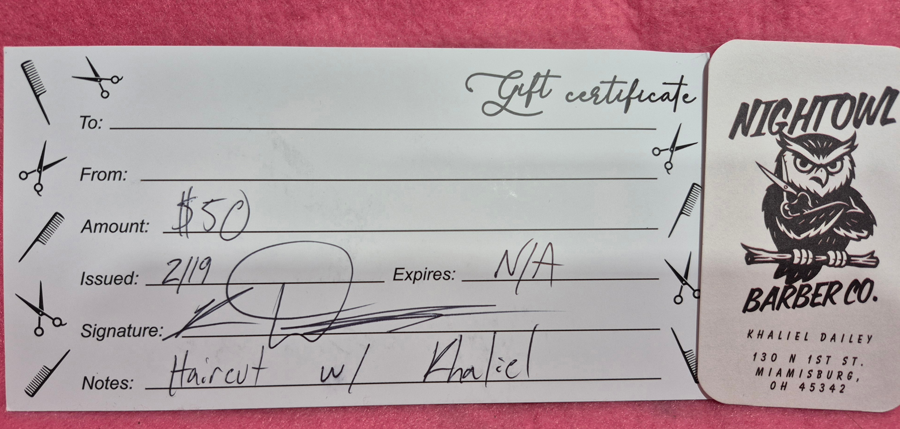 Gift certificate
To:
From:
Amount: $50
Issued: 2/19 Expires: N/A
Signature:
Notes: Haircut w/ Khaliel
NIGHTOWL
BARBER CO.
KHALIEL DAILEY
130 N 1ST ST.
MIAMISBURG,
OH 45342